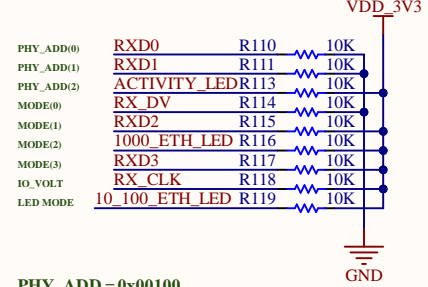 VDD_3V3
PHY_ADD(0) RXD0 R110 10K
PHY_ADD(1) RXD1 R111 10K
PHY_ADD(2) ACTIVITY_LED R113 10K
MODE(0) RX_DV R114 10K
MODE(1) RXD2 R115 10K
MODE(2) 1000_ETH_LED R116 10K
MODE(3) RXD3 R117 10K
IO_VOLT RX_CLK R118 10K
LED MODE 10_100_ETH_LED R119 10K
GND
PHY_ADD = 0x00100